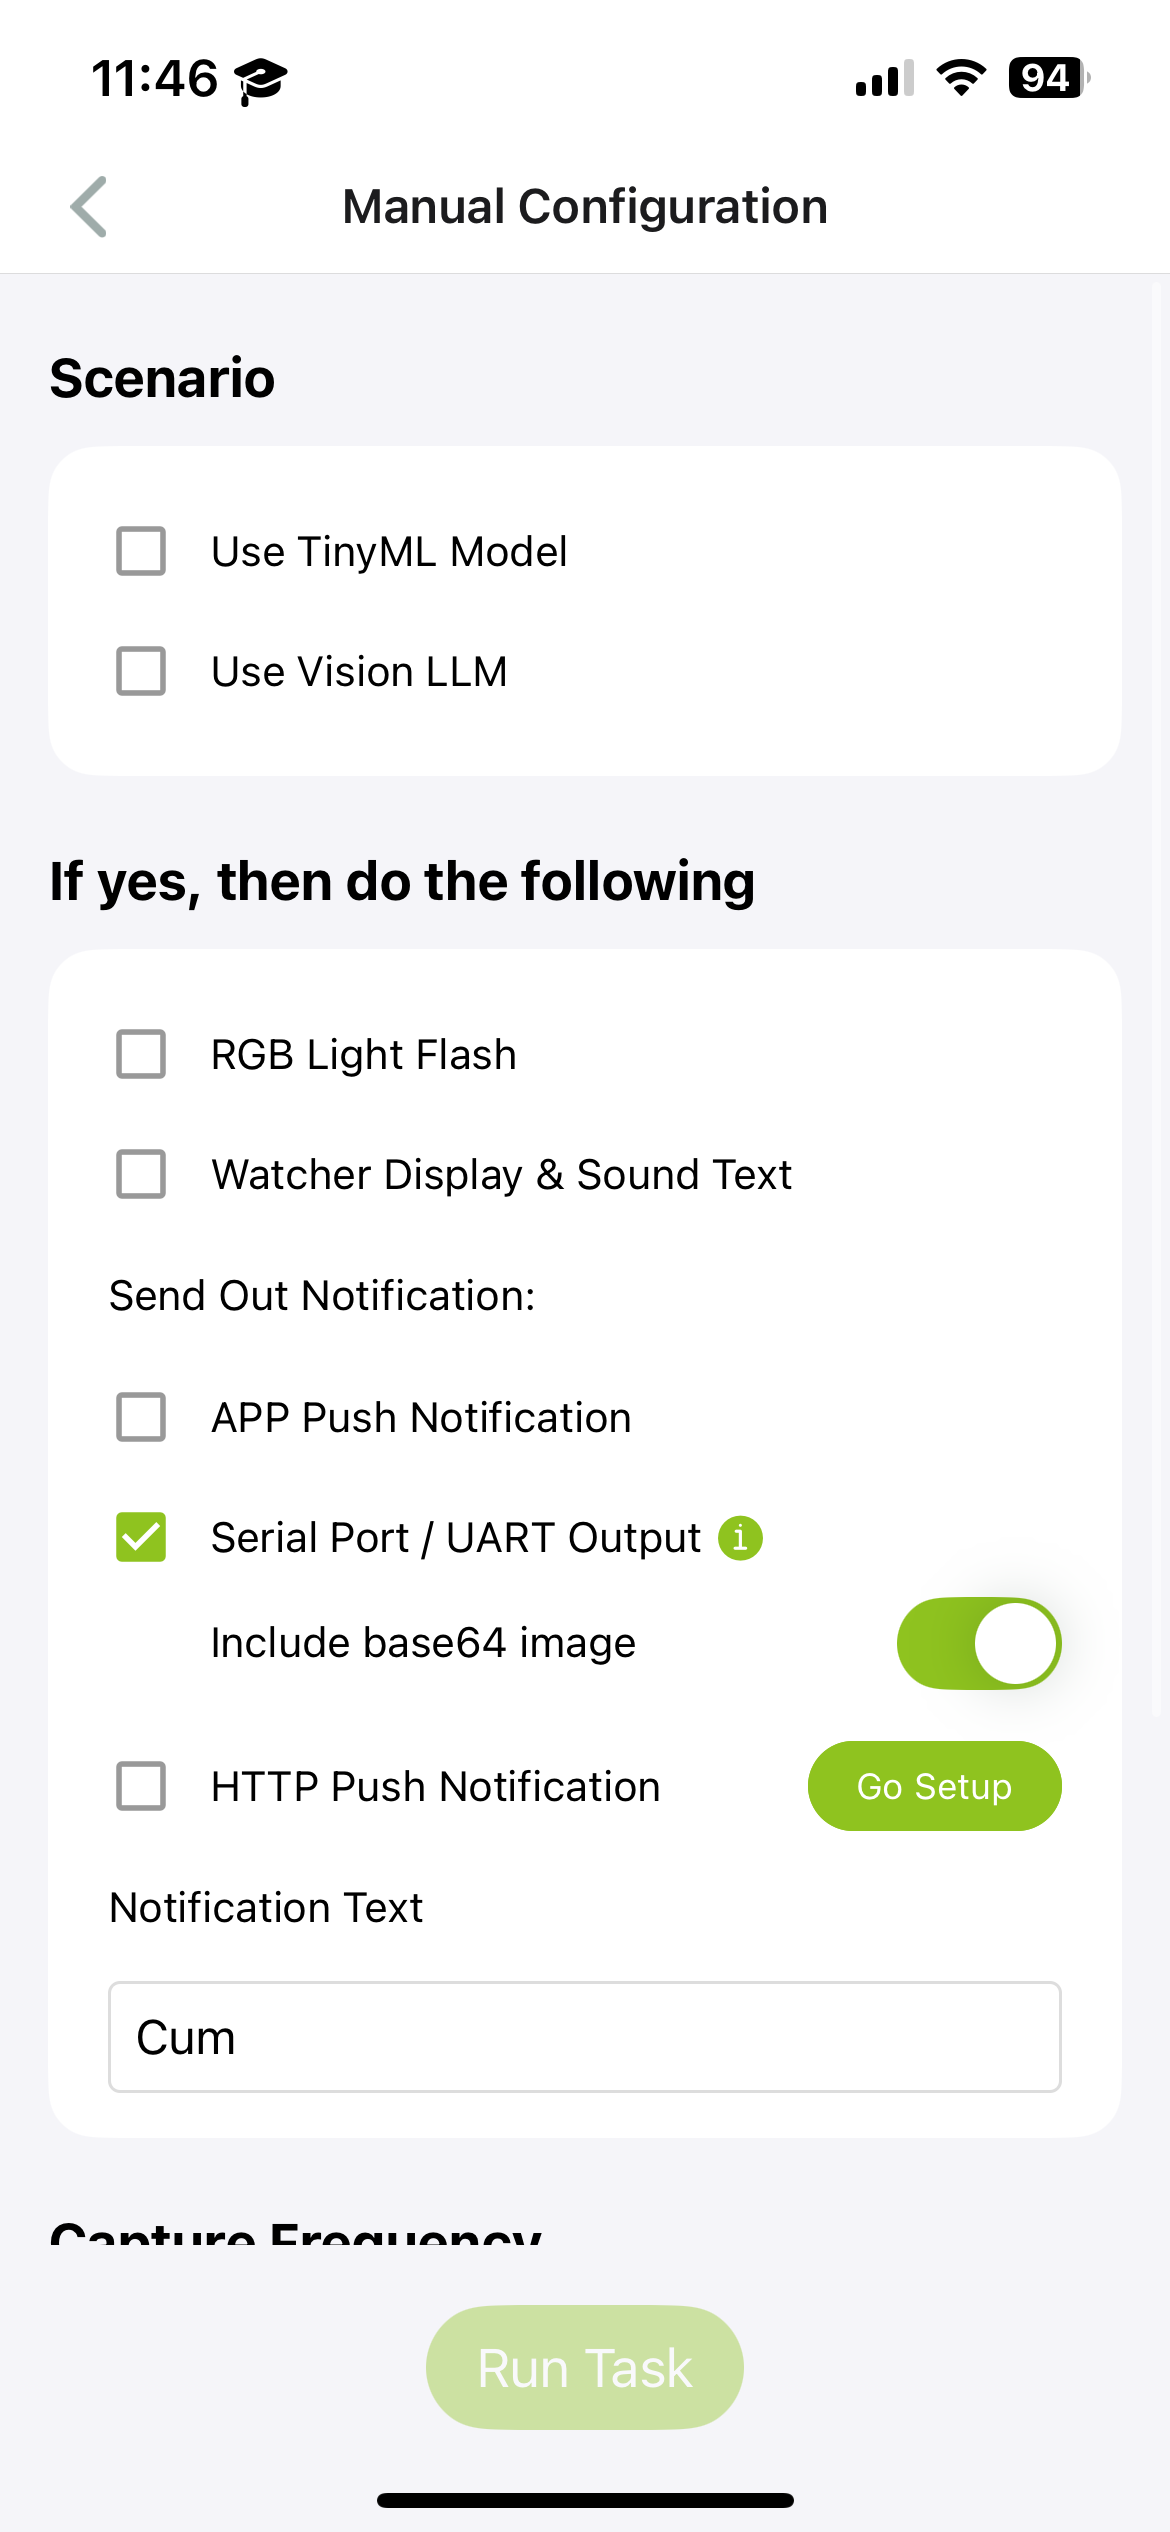 11:46
94
Manual Configuration
Scenario
Use TinyML Model
Use Vision LLM
If yes, then do the following
RGB Light Flash
Watcher Display & Sound Text
Send Out Notification:
APP Push Notification
Serial Port / UART Output i
Include base64 image
HTTP Push Notification
Go Setup
Notification Text
Cum
Capture Frequency
Run Task